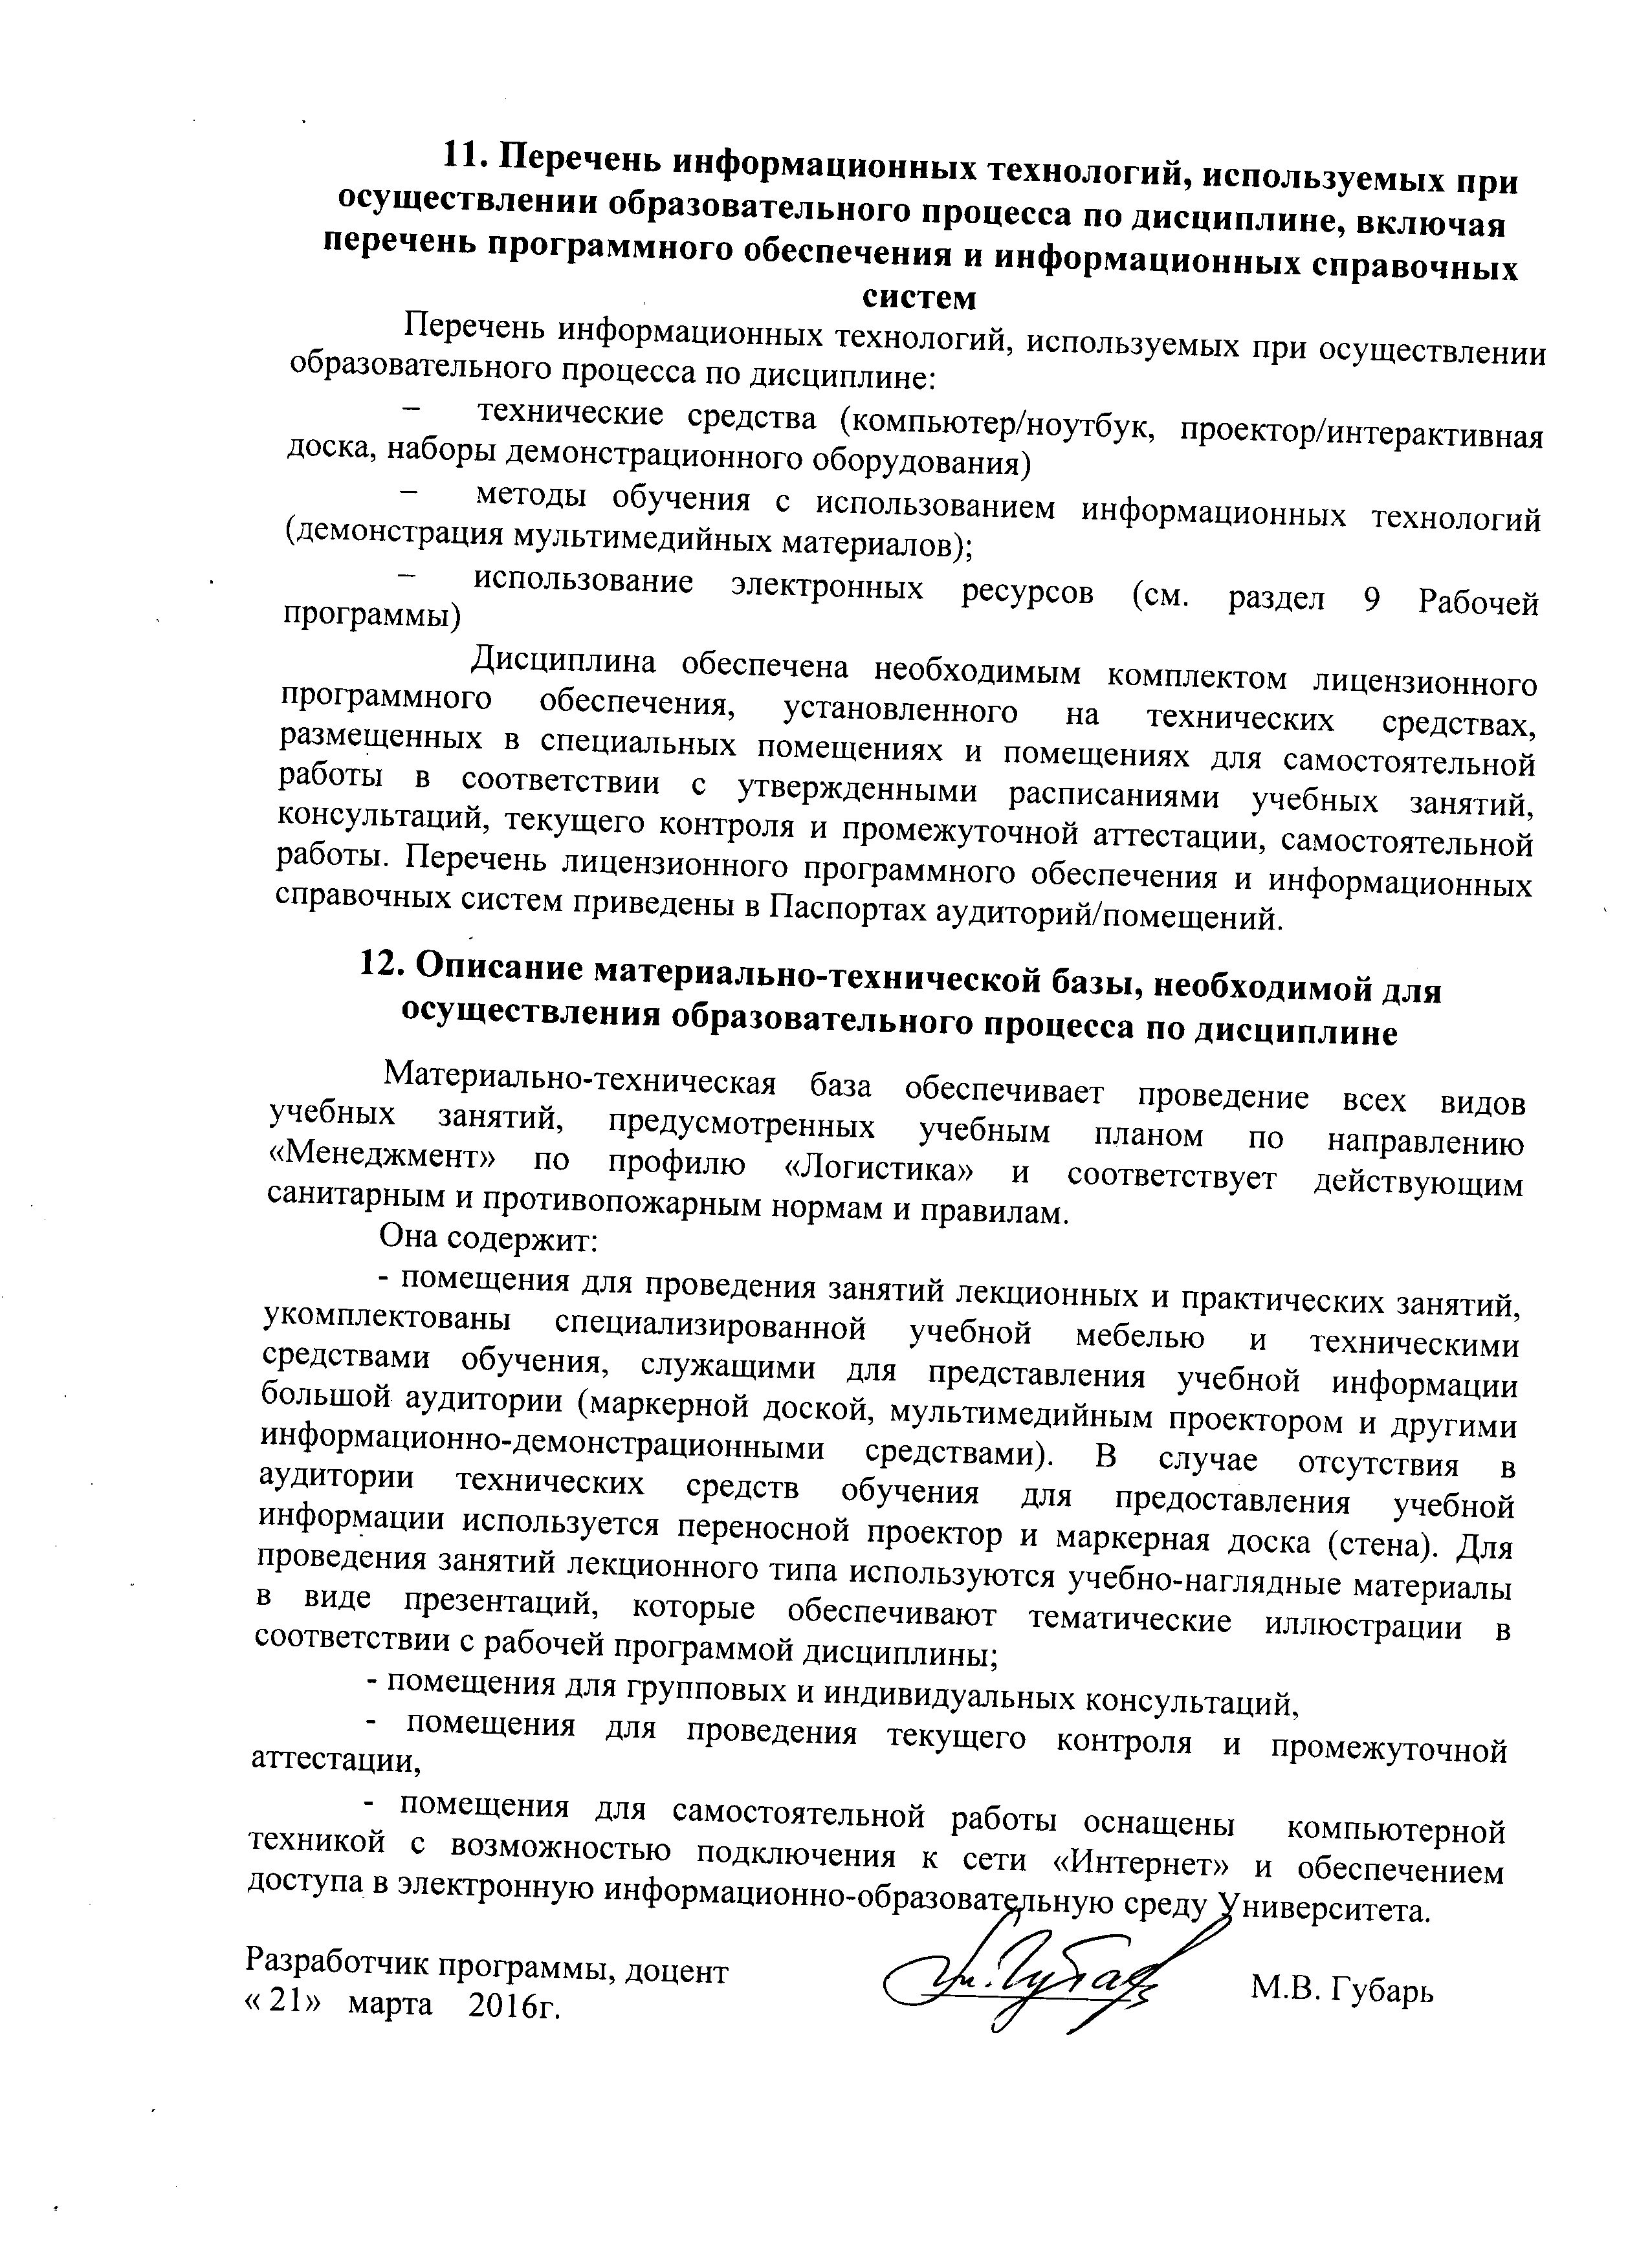 11. Перечень информационных технологий, используемых при
осуществлении образовательного процесса по дисциплине, включая
перечень программного обеспечения и информационных справочных
систем
Перечень информационных технологий, используемых при осуществлении
образовательного процесса по дисциплине:
– технические средства (компьютер/ноутбук, проектор/интерактивная
доска, наборы демонстрационного оборудования)
– методы обучения с использованием информационных технологий
(демонстрация мультимедийных материалов);
– использование электронных ресурсов (см. раздел 9 Рабочей
программы)
Дисциплина обеспечена необходимым комплектом лицензионного
программного обеспечения, установленного на технических средствах,
размещенных в специальных помещениях и помещениях для самостоятельной
работы в соответствии с утвержденными расписаниями учебных занятий,
консультаций, текущего контроля и промежуточной аттестации, самостоятельной
работы. Перечень лицензионного программного обеспечения и информационных
справочных систем приведены в Паспортах аудиторий/помещений.
12. Описание материально-технической базы, необходимой для
осуществления образовательного процесса по дисциплине
Материально-техническая база обеспечивает проведение всех видов
учебных занятий, предусмотренных учебным планом по направлению
«Менеджмент» по профилю «Логистика» и соответствует действующим
санитарным и противопожарным нормам и правилам.
Она содержит:
- помещения для проведения занятий лекционных и практических занятий,
укомплектованы специализированной учебной мебелью и техническими
средствами обучения, служащими для представления учебной информации
большой аудитории (маркерной доской, мультимедийным проектором и другими
информационно-демонстрационными средствами). В случае отсутствия в
аудитории технических средств обучения для предоставления учебной
информации используется переносной проектор и маркерная доска (стена). Для
проведения занятий лекционного типа используются учебно-наглядные материалы
в виде презентаций, которые обеспечивают тематические иллюстрации в
соответствии с рабочей программой дисциплины;
- помещения для групповых и индивидуальных консультаций,
- помещения для проведения текущего контроля и промежуточной
аттестации,
- помещения для самостоятельной работы оснащены компьютерной
техникой с возможностью подключения к сети «Интернет» и обеспечением
доступа в электронную информационно-образовательную среду Университета.
Разработчик программы, доцент М.В. Губарь
« 21» марта 2016г.